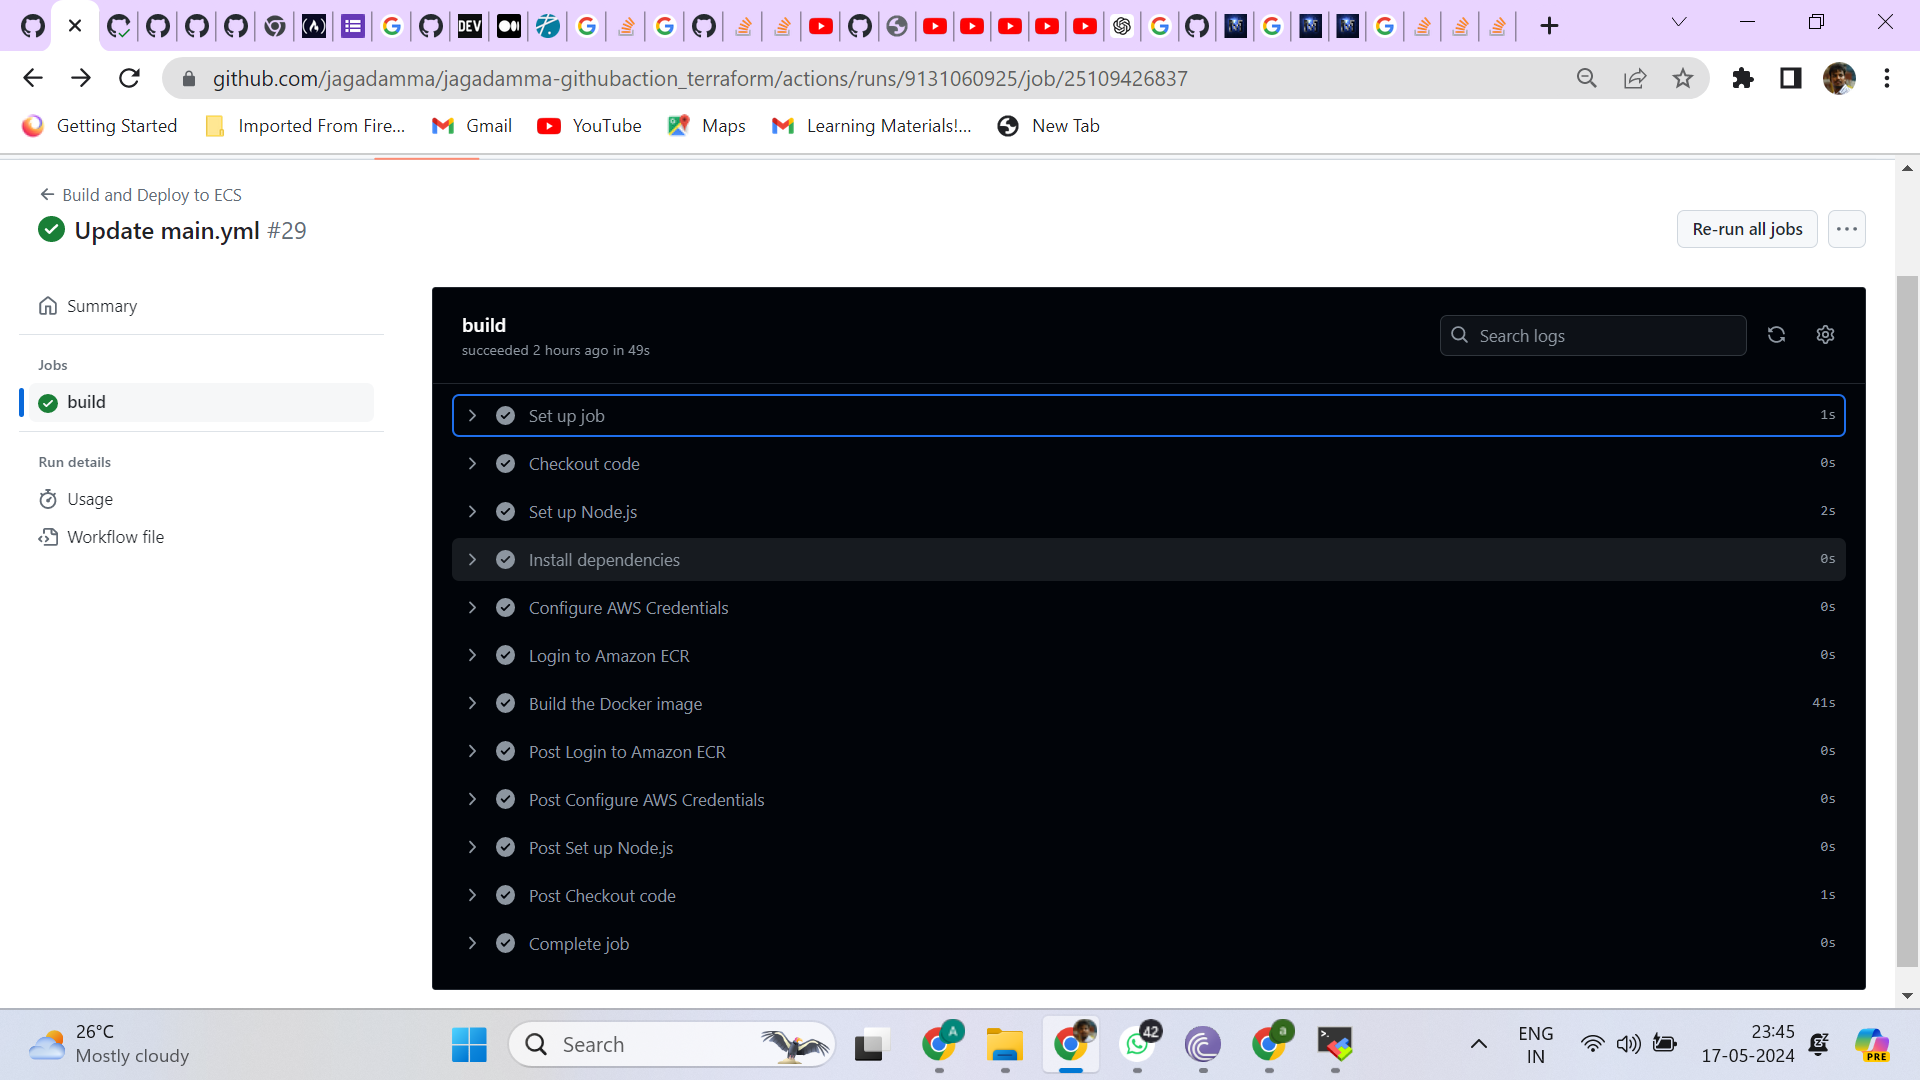 DEV
github.com/jagadamma/jagadamma-githubaction_terraform/actions/runs/9131060925/job/25109426837
Getting Started
Imported From Fire...
Gmail
YouTube
Maps
Learning Materials!...
New Tab
Build and Deploy to ECS
Update main.yml #29
Re-run all jobs
Summary
Jobs
build
Run details
Usage
Workflow file
build
succeeded 2 hours ago in 49s
Search logs
Set up job 1s
Checkout code 0s
Set up Node.js 2s
Install dependencies 0s
Configure AWS Credentials 0s
Login to Amazon ECR 0s
Build the Docker image 41s
Post Login to Amazon ECR 0s
Post Configure AWS Credentials 0s
Post Set up Node.js 0s
Post Checkout code 1s
Complete job 0s
26°C
Mostly cloudy
Search
A
42
a
ENG
IN
23:45
17-05-2024
PRE